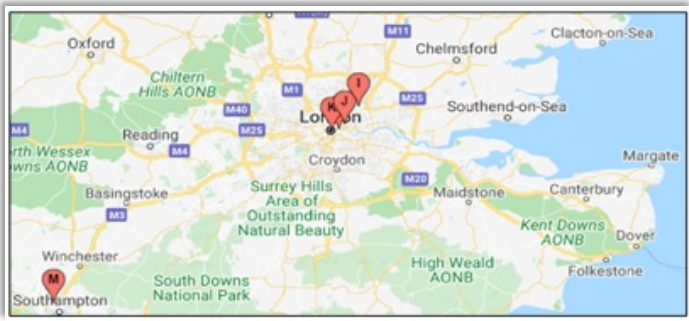 M11
Clacton-on-Sea
Oxford
Chelmsford
Chiltern
Hills AONB
M1
I
J
K
M25
M40
London
Southend-on-Sea
M4
M25
Reading
M4
rth Wessex
owns AONB
Croydon
Margate
M20
Surrey Hills
Area of
Outstanding
Natural Beauty
Basingstoke
Maidstone
Canterbury
M3
Kent Downs
AONB
Dover
Winchester
High Weald
AONB
Folkestone
M
South Downs
National Park
Southampton